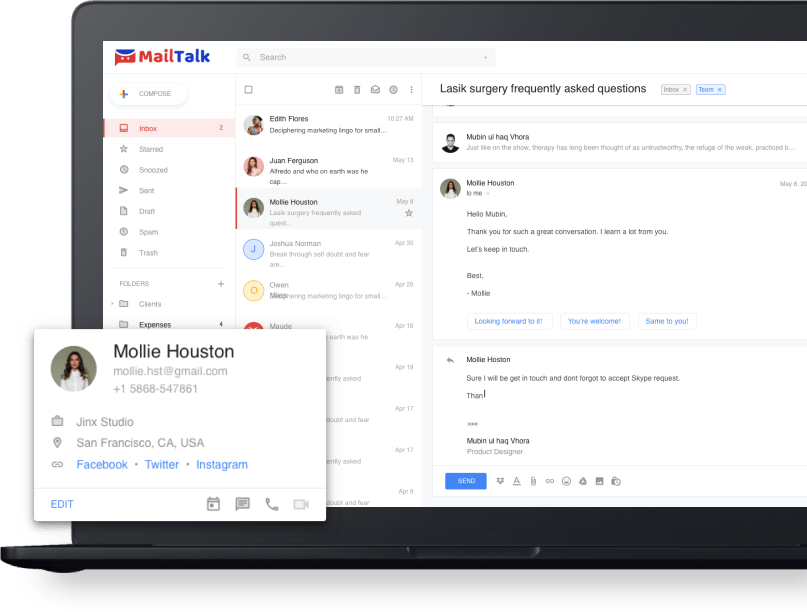 MailTalk
Search
COMPOSE
Inbox 2
Starred
Snoozed
Sent
Draft
Spam
Trash
FOLDERS +
Clients
Expenses 4
Edith Flores 10:27 AM
Deciphering marketing lingo for small...
Juan Ferguson May 13
Alfredo and who on earth was he
cap...
Mollie Houston May 8
Lasik surgery frequently asked
quest...
Joshua Norman Apr 30
Break through self doubt and fear
are...
Owen Apr 29
Deciphering marketing lingo for small...
Maude Apr 18
earth was he
Apr 18
ently asked
Apr 17
doubt and fear
Apr 17
ently asked
Apr 9
doubt and fear
Lasik surgery frequently asked questions Inbox × Team ×
Mubin ul haq Vhora
Just like on the show, therapy has long been thought of as untrustworthy, the refuge of the weak, practiced b...
Mollie Houston May 8, 20
to me
Hello Mubin,
Thank you for such a great conversation. I learn a lot from you.
Let's keep in touch.
Best,
- Mollie
Looking forward to it! You're welcome! Same to you!
Mollie Hoston
Sure I will be get in touch and dont forgot to accept Skype request.
Than
Mubin ul haq Vhora
Product Designer
SEND
Mollie Houston
mollie.hst@gmail.com
+1 5868-547861
Jinx Studio
San Francisco, CA, USA
Facebook • Twitter • Instagram
EDIT